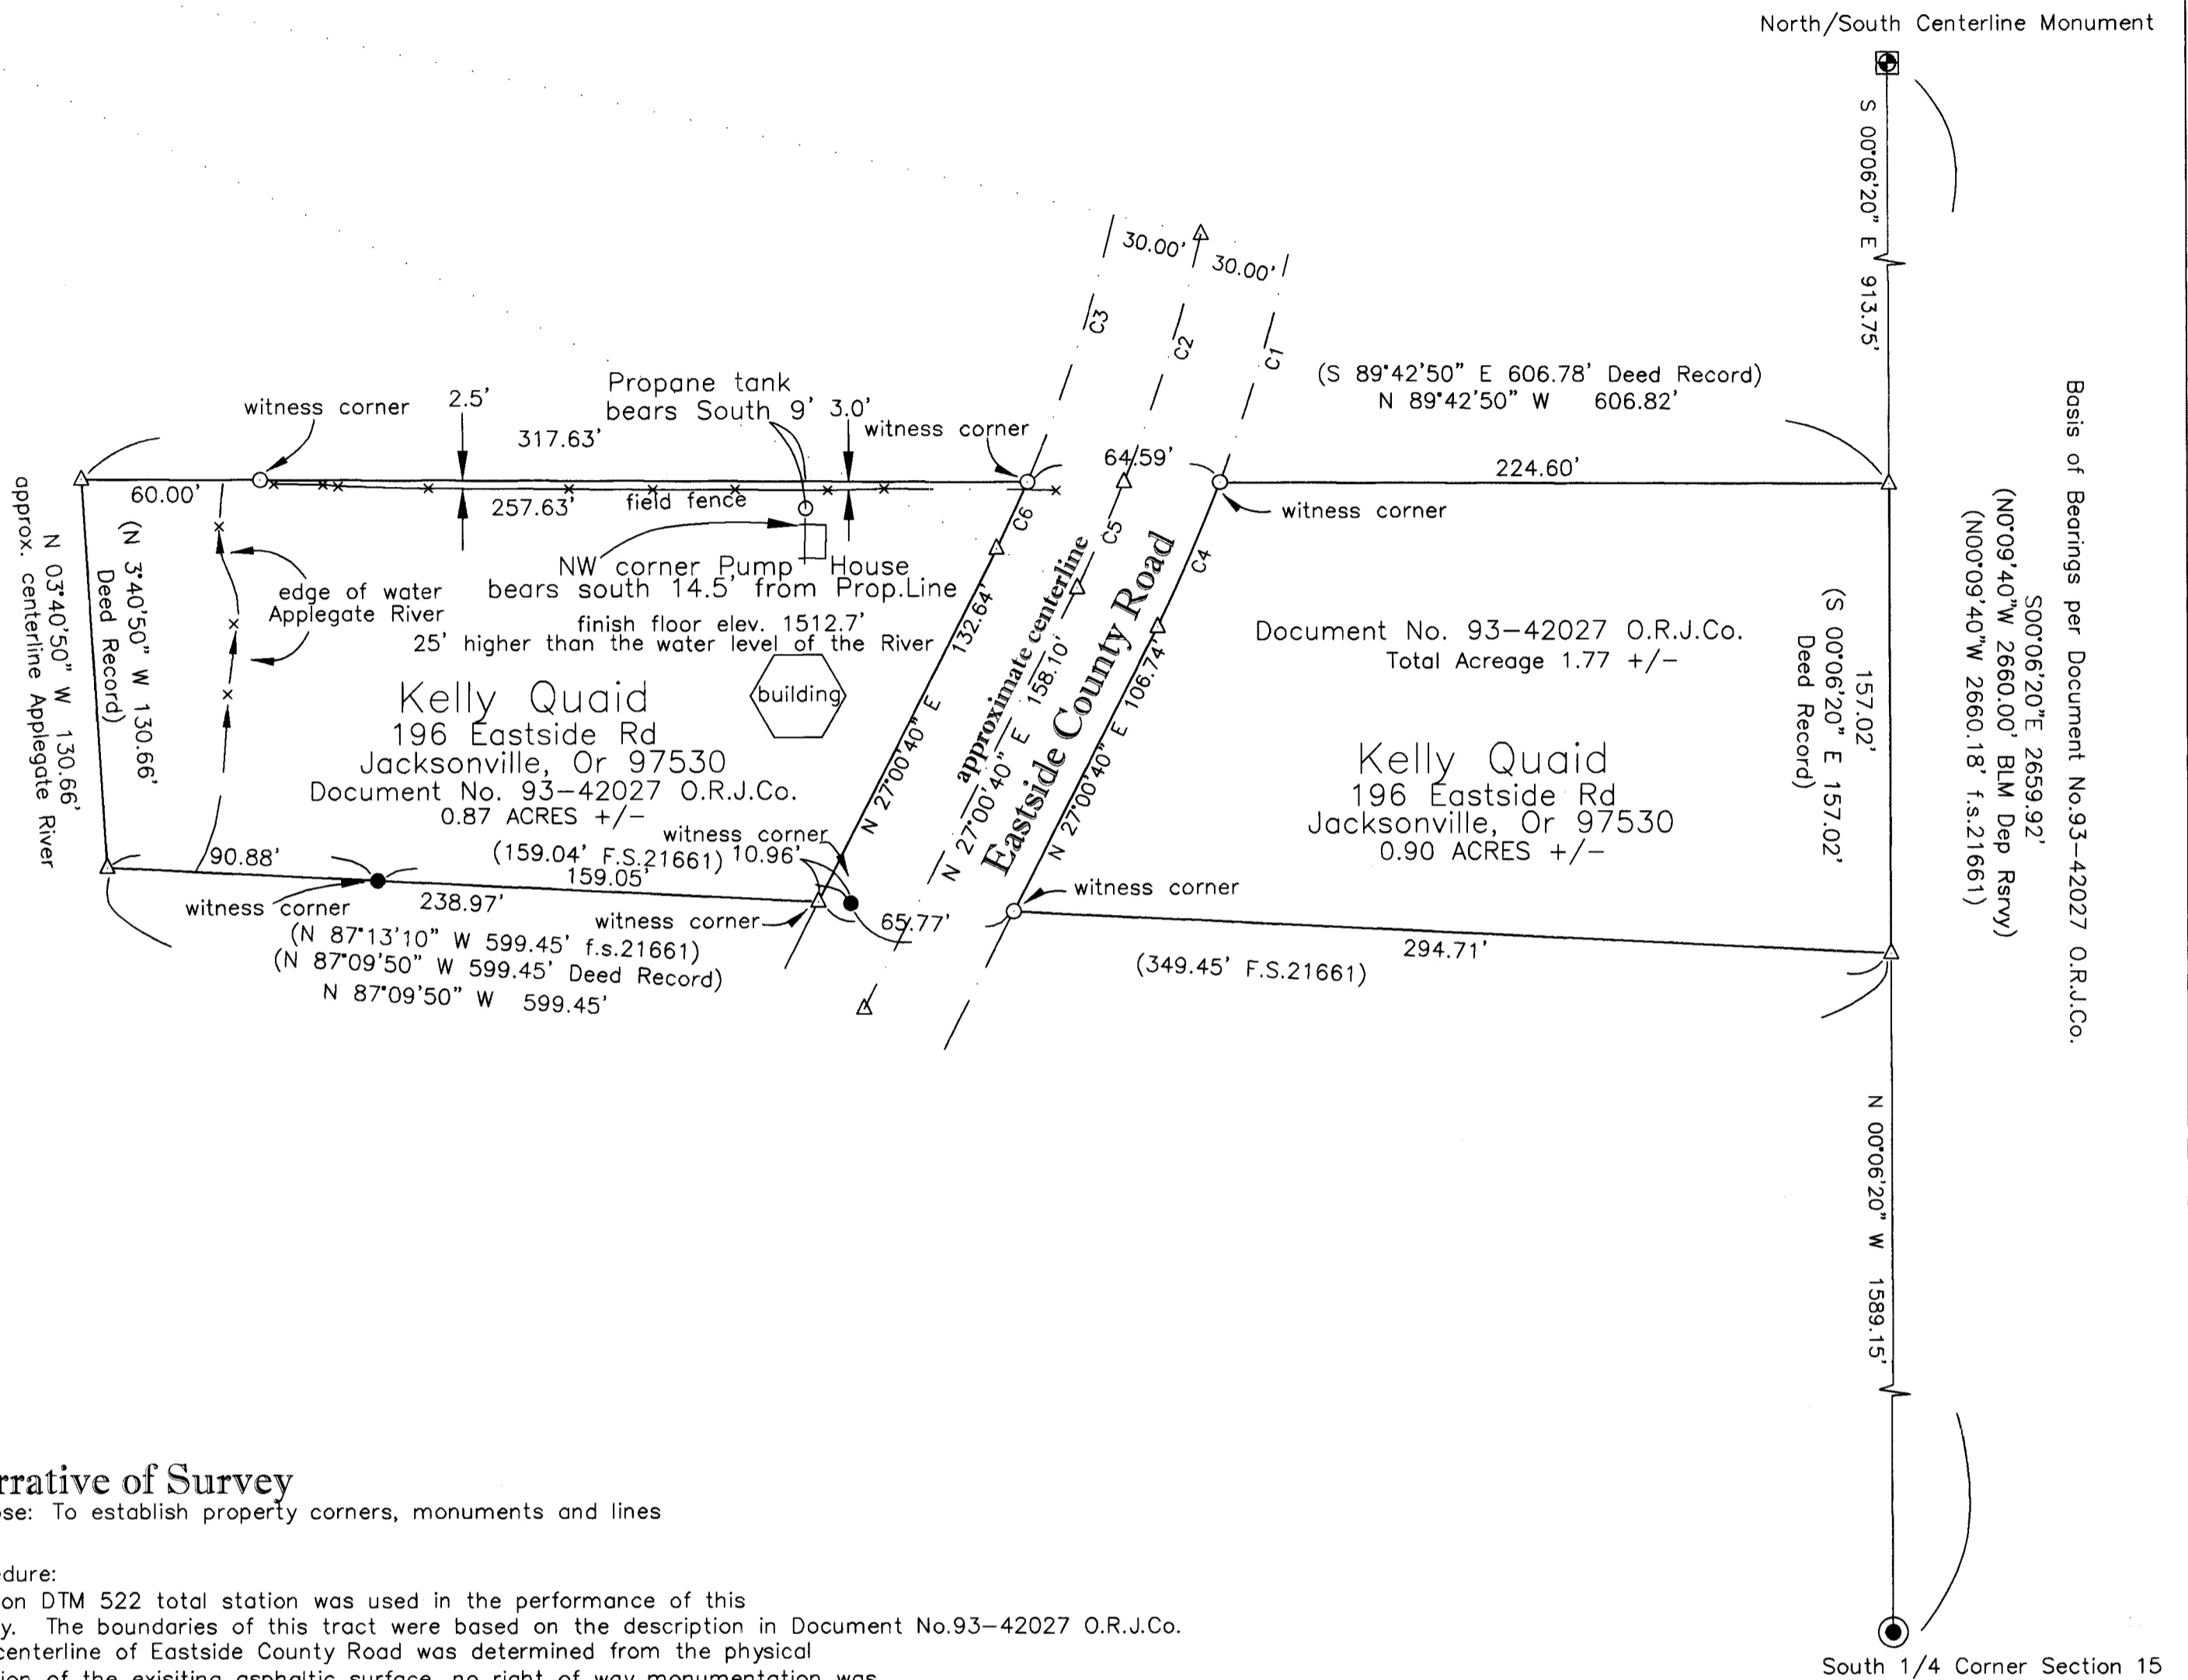 North/South Centerline Monument
S 00°06'20" E 913.75'
30.00'
30.00'
C3
C2
C1
(S 89°42'50" E 606.78' Deed Record)
N 89°42'50" W 606.82'
Propane tank
bears South 9'
2.5'
3.0'
witness corner
317.63'
witness corner
64.59'
224.60'
60.00'
257.63'
field fence
C6
C5
C4
witness corner
NW corner Pump House
bears south 14.5' from Prop.Line
finish floor elev. 1512.7'
25' higher than the water level of the River
edge of water
Applegate River
building
approx. centerline Applegate River
N 03°40'50" W 130.66'
(N 3°40'50" W 130.66'
Deed Record)
Kelly Quaid
196 Eastside Rd
Jacksonville, Or 97530
Document No. 93-42027 O.R.J.Co.
0.87 ACRES +/-
N 27°00'40" E 132.64'
approximate centerline
N 27°00'40" E 158.10'
Eastside County Road
N 27°00'40" E 106.74'
Document No. 93-42027 O.R.J.Co.
Total Acreage 1.77 +/-
Kelly Quaid
196 Eastside Rd
Jacksonville, Or 97530
0.90 ACRES +/-
157.02'
(S 00°06'20" E 157.02'
Deed Record)
Basis of Bearings per Document No.93-42027 O.R.J.Co.
S00°06'20"E 2659.92'
(N0°09'40"W 2660.00' BLM Dep Rsrvy)
(N00°09'40"W 2660.18' f.s.21661)
witness corner
(159.04' F.S.21661) 10.96'
159.05'
90.88'
witness corner
238.97'
witness corner
65.77'
witness corner
294.71'
(349.45' F.S.21661)
(N 87°13'10" W 599.45' f.s.21661)
(N 87°09'50" W 599.45' Deed Record)
N 87°09'50" W 599.45'
N 00°06'20" W 1589.15'
rrative of Survey
se: To establish property corners, monuments and lines
dure:
on DTM 522 total station was used in the performance of this
y. The boundaries of this tract were based on the description in Document No.93-42027 O.R.J.Co.
centerline of Eastside County Road was determined from the physical
ion of the exisiting asphaltic surface, no right of way monumentation was
South 1/4 Corner Section 15